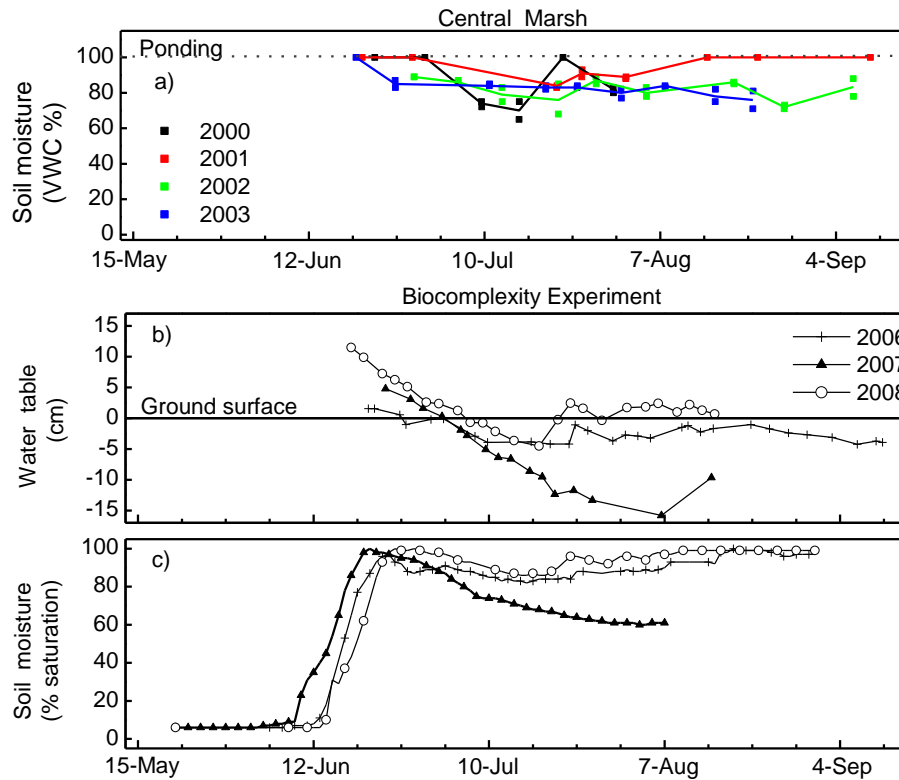 Central Marsh
Soil moisture
(VWC %)
100
80
60
40
20
0
Ponding
a)
2000
2001
2002
2003
15-May
12-Jun
10-Jul
7-Aug
4-Sep
Biocomplexity Experiment
Water table
(cm)
15
10
5
0
-5
-10
-15
b)
Ground surface
2006
2007
2008
Soil moisture
(% saturation)
100
80
60
40
20
0
c)
15-May
12-Jun
10-Jul
7-Aug
4-Sep